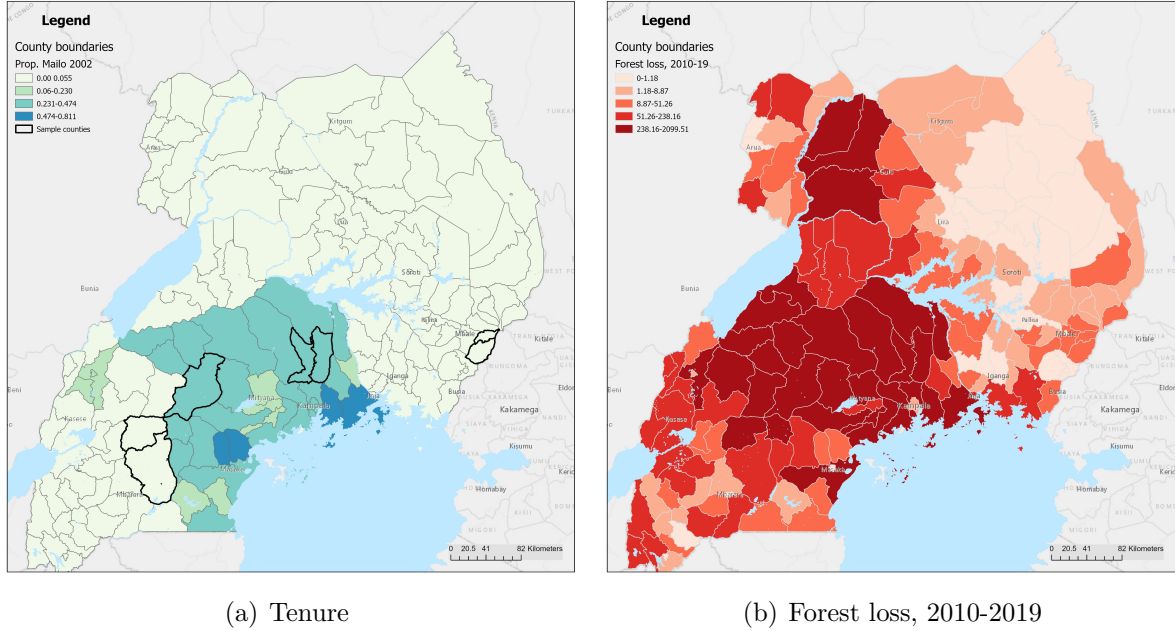 Legend
County boundaries
Prop. Mailo 2002
0.00 0.055
0.06-0.230
0.231-0.474
0.474-0.811
Sample counties
Kitgum
Arua
Gulu
Lira
Bunia
Soroti
Pallisa
Mbale
Kitale
Beni
Iganga
Busia
Mityana
Kampala
Jinja
Kasese
Kakamega
Kisumu
Masaka
Mbarara
Homabay
MIGORI
0 20.5 41 82 Kilometers
(a) Tenure
Legend
County boundaries
Forest loss, 2010-19
0-1.18
1.18-8.87
8.87-51.26
51.26-238.16
238.16-2099.51
Kitgum
Arua
Gulu
Lira
Bunia
Soroti
Pallisa
Mbale
Kitale
Beni
Iganga
Busia
Mityana
Kampala
Kasese
Kakamega
Kisumu
Masaka
Mbarara
Homabay
MIGORI
0 20.5 41 82 Kilometers
(b) Forest loss, 2010-2019